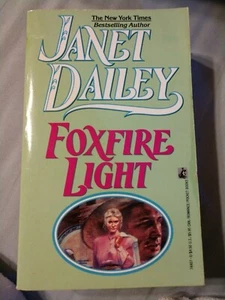 The New York Times
Bestselling Author
JANET
DAILEY
FOXFIRE
LIGHT